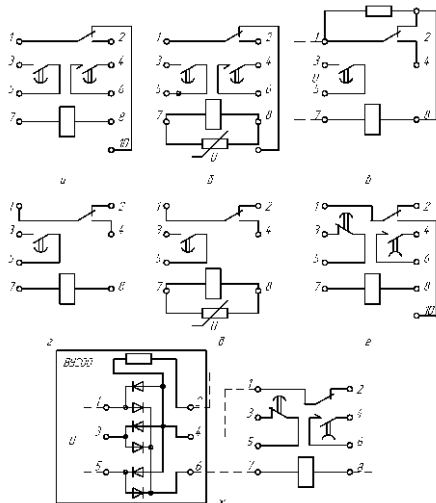 1 2 1 2 1 2
3 4 3 4 3 4
U
5 6 5 6 5
7 8 7 8 7 8
10 U 10
а б в
1 2 1 2 1 2
3 4 3 4 3 4
5 5 5 6
7 8 7 8 7 8
U 10
г д е
1 2 1 2
U 3 4 3 4
5 6 5 6
7 8
ж